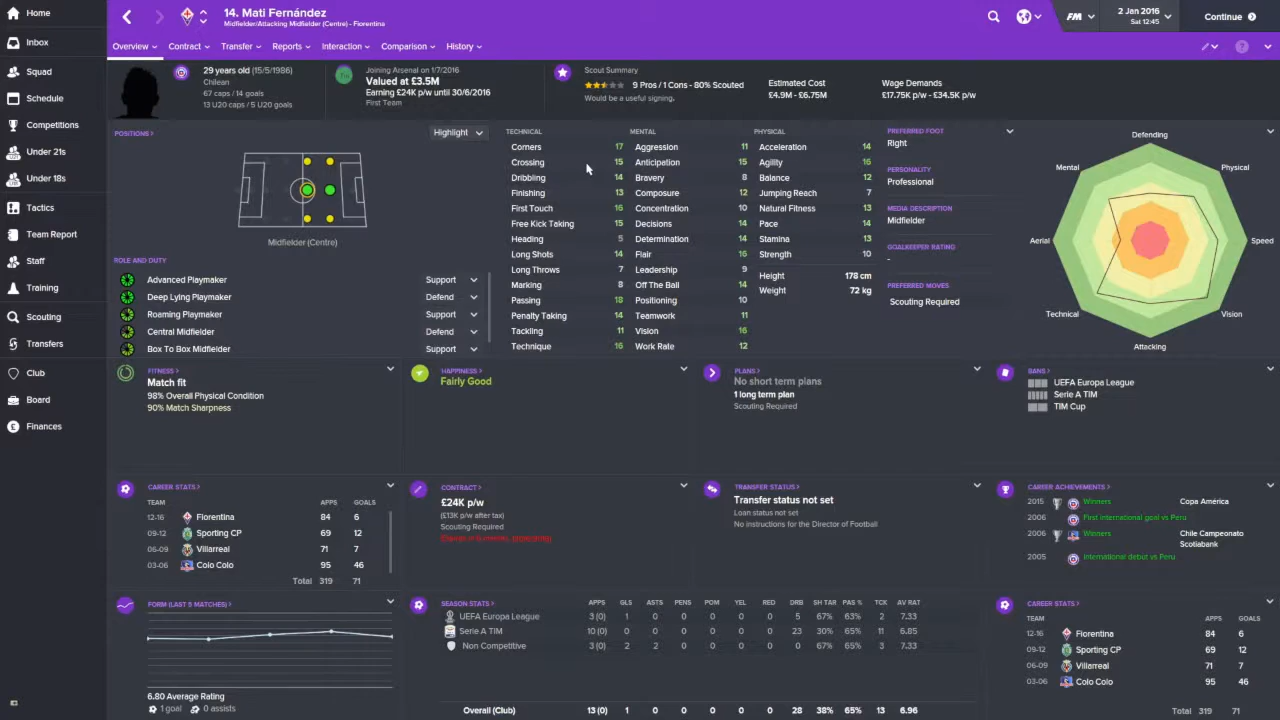 Home
Inbox
Squad
Schedule
Competitions
Under 21s
Under 18s
Tactics
Team Report
Staff
Training
Scouting
Transfers
Club
Board
Finances
14. Mati Fernández
Midfielder/Attacking Midfielder (Centre) - Fiorentina
FM
2 Jan 2016
Sat 12:45
Continue
Overview Contract Transfer Reports Interaction Comparison History
29 years old (15/5/1986)
Chilean
67 caps / 14 goals
13 U20 caps / 5 U20 goals
Joining Arsenal on 1/7/2016
Valued at £3.5M
Earning £24K p/w until 30/6/2016
First Team
Scout Summary
9 Pros / 1 Cons - 80% Scouted
Would be a useful signing.
Estimated Cost
£4.9M - £6.75M
Wage Demands
£17.75K p/w - £34.5K p/w
POSITIONS >
Highlight
Midfielder (Centre)
ROLE AND DUTY
Advanced Playmaker Support
Deep Lying Playmaker Defend
Roaming Playmaker Support
Central Midfielder Defend
Box To Box Midfielder Support
TECHNICAL
Corners 17
Crossing 15
Dribbling 14
Finishing 13
First Touch 16
Free Kick Taking 15
Heading 5
Long Shots 14
Long Throws 7
Marking 8
Passing 18
Penalty Taking 14
Tackling 11
Technique 16
MENTAL
Aggression 11
Anticipation 15
Bravery 8
Composure 12
Concentration 10
Decisions 14
Determination 14
Flair 16
Leadership 9
Off The Ball 14
Positioning 10
Teamwork 11
Vision 16
Work Rate 12
PHYSICAL
Acceleration 14
Agility 16
Balance 12
Jumping Reach 7
Natural Fitness 13
Pace 14
Stamina 13
Strength 10
Height 178 cm
Weight 72 kg
PREFERRED FOOT
Right
PERSONALITY
Professional
MEDIA DESCRIPTION
Midfielder
GOALKEEPER RATING
-
PREFERRED MOVES
Scouting Required
Defending
Physical
Speed
Vision
Attacking
Technical
Aerial
Mental
FITNESS >
Match fit
98% Overall Physical Condition
90% Match Sharpness
HAPPINESS >
Fairly Good
PLANS >
No short term plans
1 long term plan
Scouting Required
BANS >
UEFA Europa League
Serie A TIM
TIM Cup
CAREER STATS >
TEAM APPS GOALS
12-16 Fiorentina 84 6
09-12 Sporting CP 69 12
06-09 Villarreal 71 7
03-06 Colo Colo 95 46
Total 319 71
CONTRACT >
£24K p/w
(£13K p/w after tax)
Scouting Required
TRANSFER STATUS >
Transfer status not set
Loan status not set
No instructions for the Director of Football
CAREER ACHIEVEMENTS >
2015 Winners Copa América
2006 First international goal vs Peru
2006 Winners Chile Campeonato Scotiabank
2005 International debut vs Peru
FORM (LAST 5 MATCHES) >
6.80 Average Rating
1 goal 0 assists
SEASON STATS >
APPS GLS ASTS PENS POM YEL RED DRB SH TAR PAS % TCK AV RAT
UEFA Europa League 3 (0) 1 0 0 0 0 0 5 67% 63% 2 7.33
Serie A TIM 10 (0) 0 0 0 0 0 0 23 30% 65% 11 6.85
Non Competitive 3 (0) 2 2 0 0 0 0 0 67% 65% 3 7.33
Overall (Club) 13 (0) 1 0 0 0 0 0 28 38% 65% 13 6.96
CAREER STATS >
TEAM APPS GOALS
12-16 Fiorentina 84 6
09-12 Sporting CP 69 12
06-09 Villarreal 71 7
03-06 Colo Colo 95 46
Total 319 71